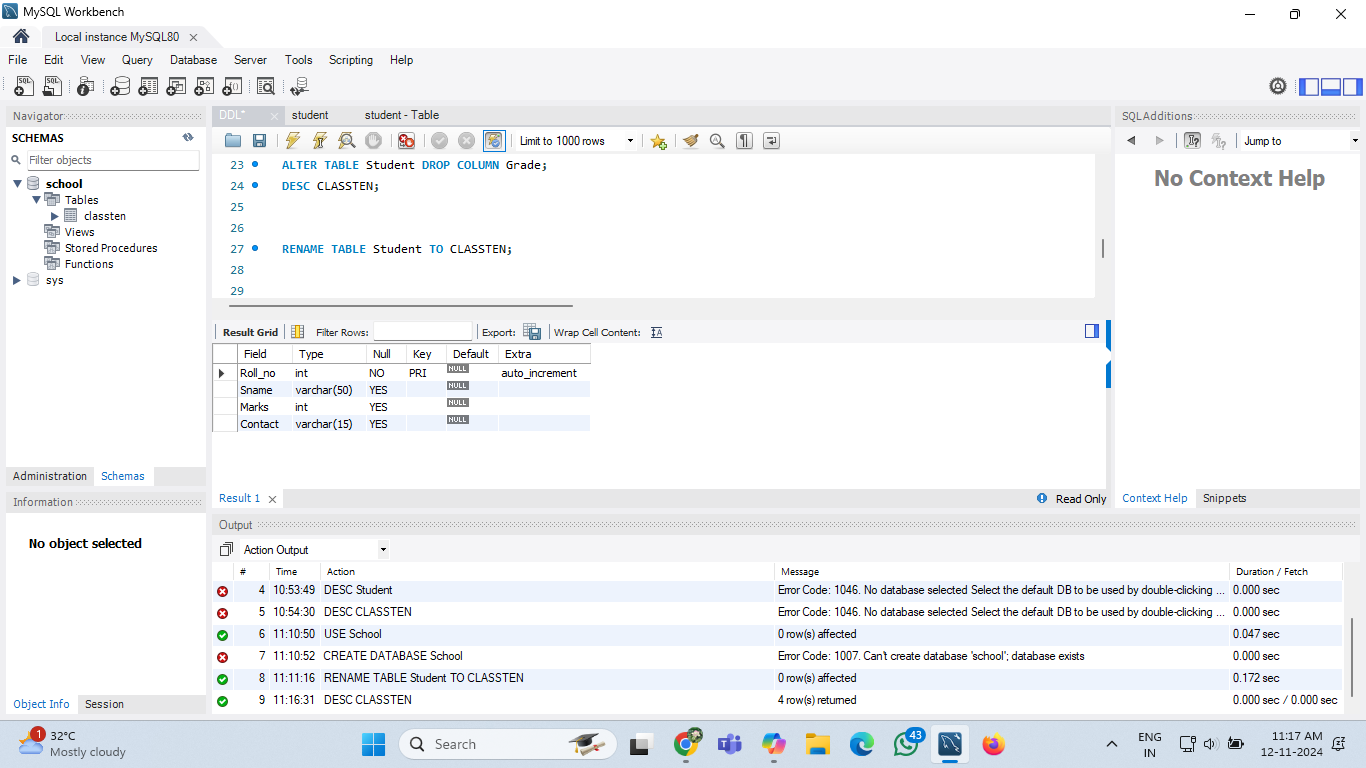 MySQL Workbench
Local instance MySQL80
File Edit View Query Database Server Tools Scripting Help
Navigator
SCHEMAS
Filter objects
school
Tables
classten
Views
Stored Procedures
Functions
sys
Administration Schemas
Information
No object selected
Object Info Session
DDL* student student - Table
Limit to 1000 rows
23 ALTER TABLE Student DROP COLUMN Grade;
24 DESC CLASSTEN;
25
26
27 RENAME TABLE Student TO CLASSTEN;
28
29
Result Grid Filter Rows: Export: Wrap Cell Content:
Field Type Null Key Default Extra
Roll_no int NO PRI NULL auto_increment
Sname varchar(50) YES NULL
Marks int YES NULL
Contact varchar(15) YES NULL
Result 1 Read Only
SQLAdditions
Jump to
No Context Help
Context Help Snippets
Output
Action Output
# Time Action Message Duration / Fetch
4 10:53:49 DESC Student Error Code: 1046. No database selected Select the default DB to be used by double-clicking ... 0.000 sec
5 10:54:30 DESC CLASSTEN Error Code: 1046. No database selected Select the default DB to be used by double-clicking ... 0.000 sec
6 11:10:50 USE School 0 row(s) affected 0.047 sec
7 11:10:52 CREATE DATABASE School Error Code: 1007. Can't create database 'school'; database exists 0.000 sec
8 11:11:16 RENAME TABLE Student TO CLASSTEN 0 row(s) affected 0.172 sec
9 11:16:31 DESC CLASSTEN 4 row(s) returned 0.000 sec / 0.000 sec
1
32°C
Mostly cloudy
Search
43
ENG
IN
11:17 AM
12-11-2024